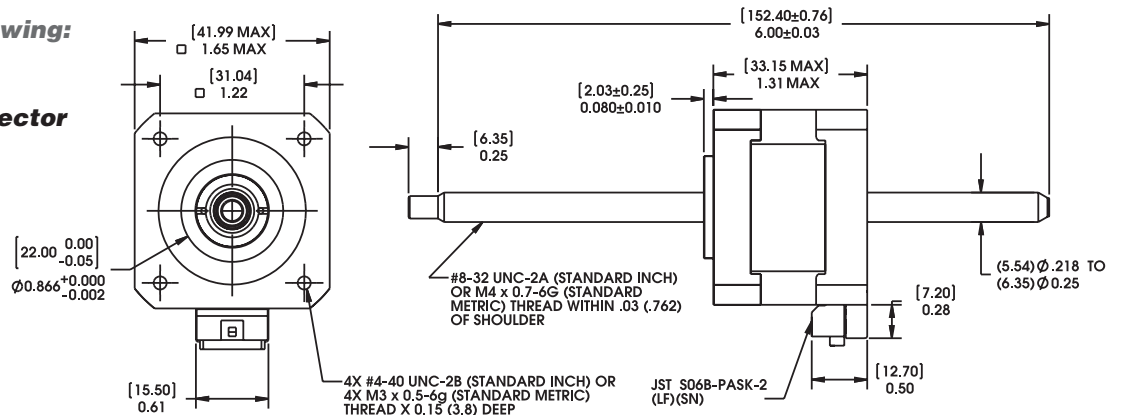 wing:
ector
[41.99 MAX]
□ 1.65 MAX
[31.04]
□ 1.22
[22.00 0.00 -0.05]
Ø0.866 +0.000 -0.002
[15.50]
0.61
4X #4-40 UNC-2B (STANDARD INCH) OR
4X M3 x 0.5-6g (STANDARD METRIC)
THREAD X 0.15 (3.8) DEEP
[152.40±0.76]
6.00±0.03
[33.15 MAX]
1.31 MAX
[2.03±0.25]
0.080±0.010
[6.35]
0.25
#8-32 UNC-2A (STANDARD INCH)
OR M4 x 0.7-6G (STANDARD
METRIC) THREAD WITHIN .03 (.762)
OF SHOULDER
(5.54) Ø .218 TO
(6.35) Ø 0.25
[7.20]
0.28
[12.70]
0.50
JST S06B-PASK-2
(LF)(SN)